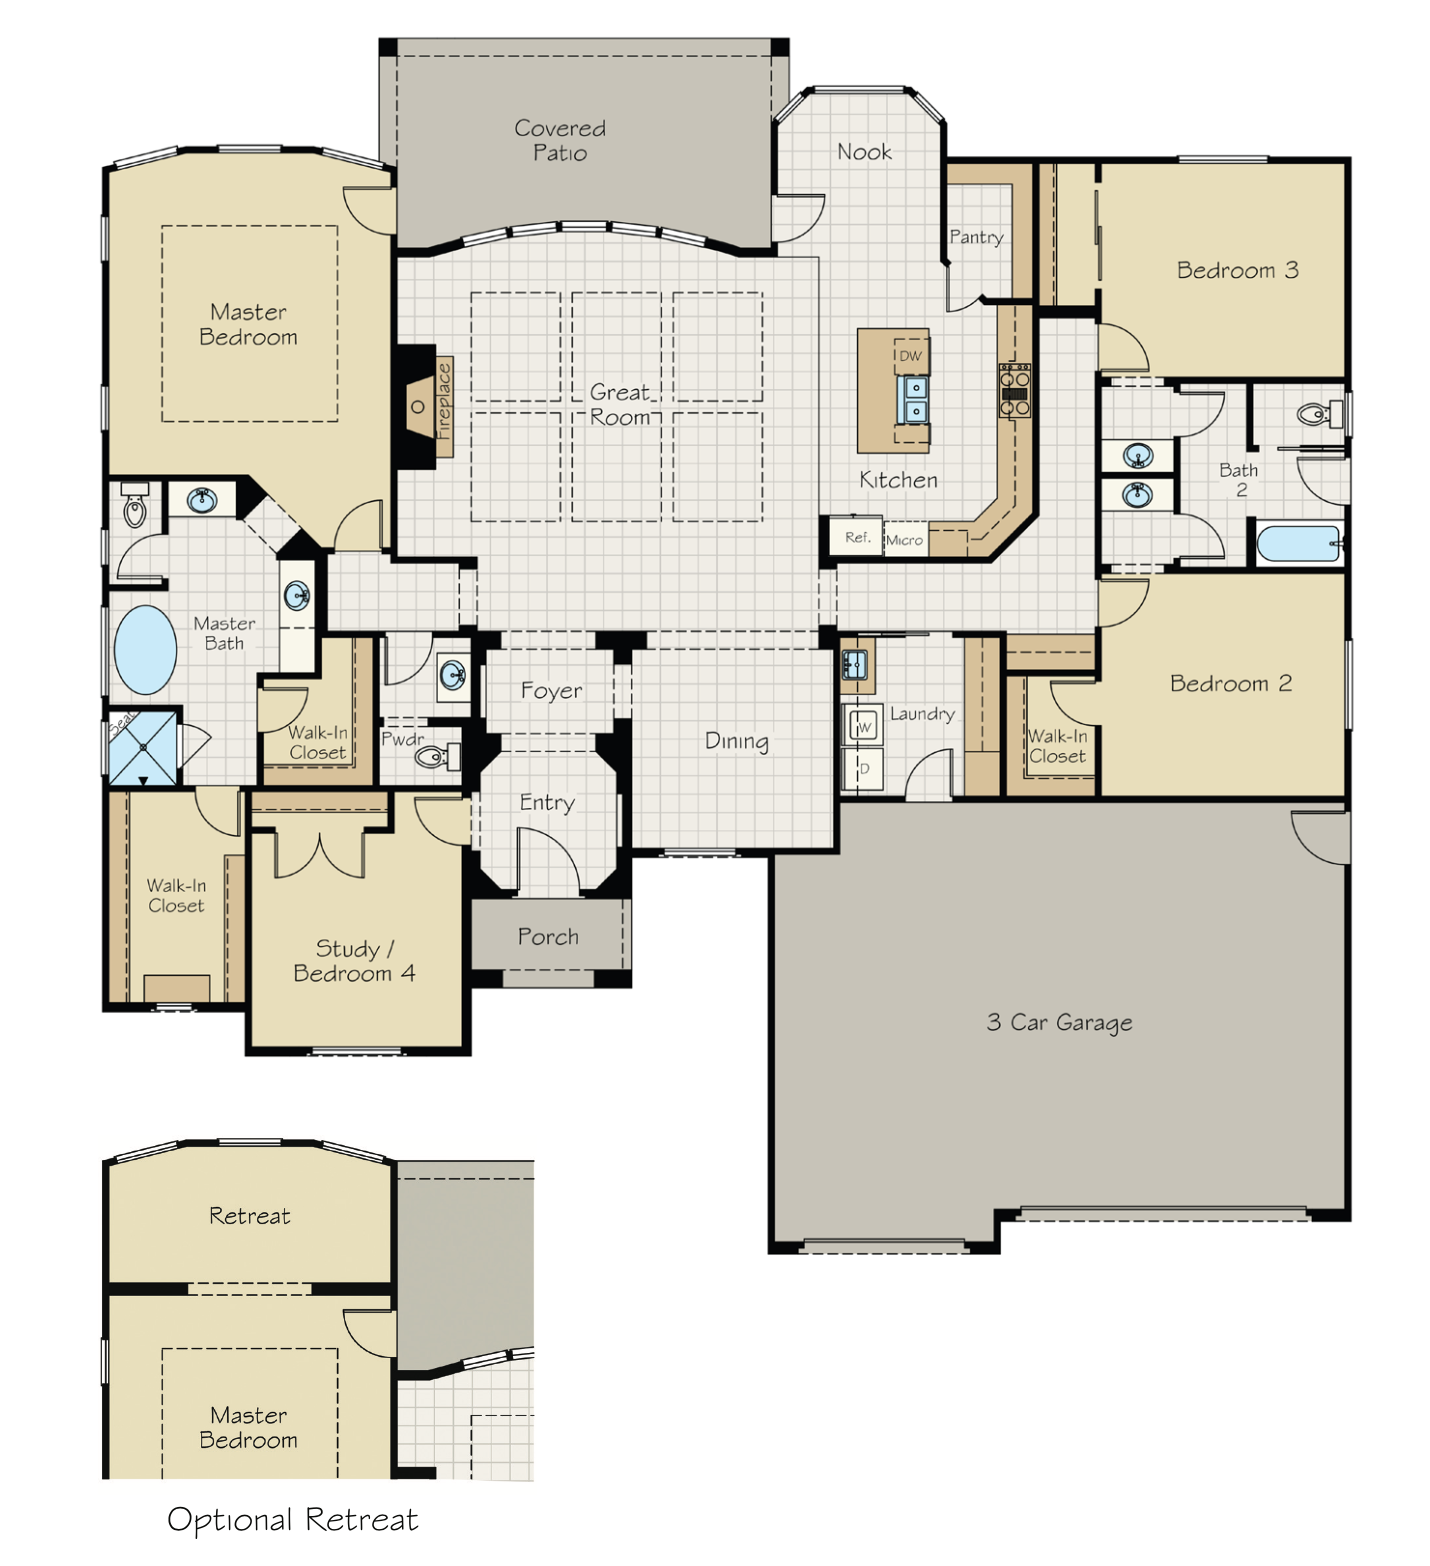 Covered
Patio
Nook
Pantry
Bedroom 3
Master
Bedroom
Great
Room
Fireplace
DW
Kitchen
Ref.
Micro
Bath
2
Master
Bath
Seat
Walk-In
Closet
Pwdr
Foyer
Dining
Laundry
W
D
Walk-In
Closet
Bedroom 2
Entry
Walk-In
Closet
Study /
Bedroom 4
Porch
3 Car Garage
Retreat
Master
Bedroom
Optional Retreat